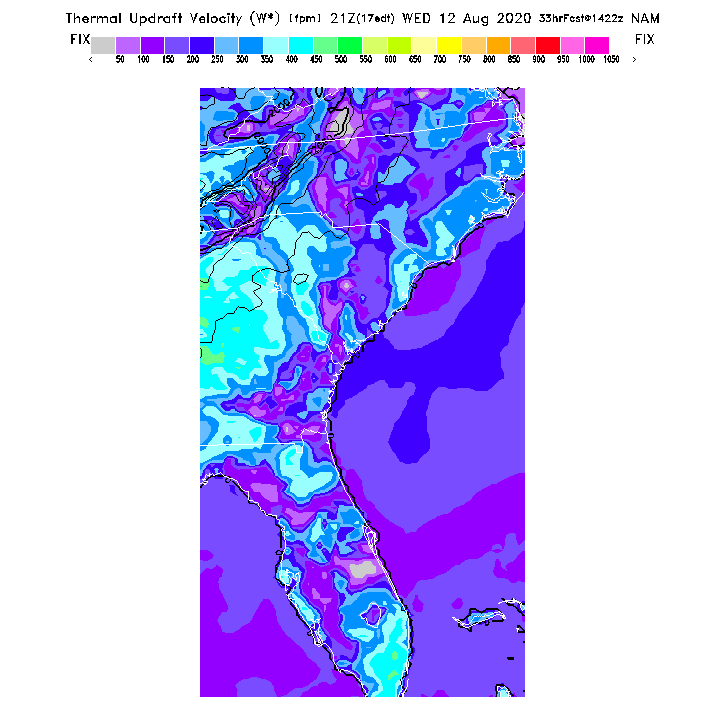 Thermal Updraft Velocity (W*) [fpm] 21Z(17edt) WED 12 Aug 2020 33hrFcst@1422z NAM
FIX FIX
< 50 100 150 200 250 300 350 400 450 500 550 600 650 700 750 800 850 900 950 1000 1050 >